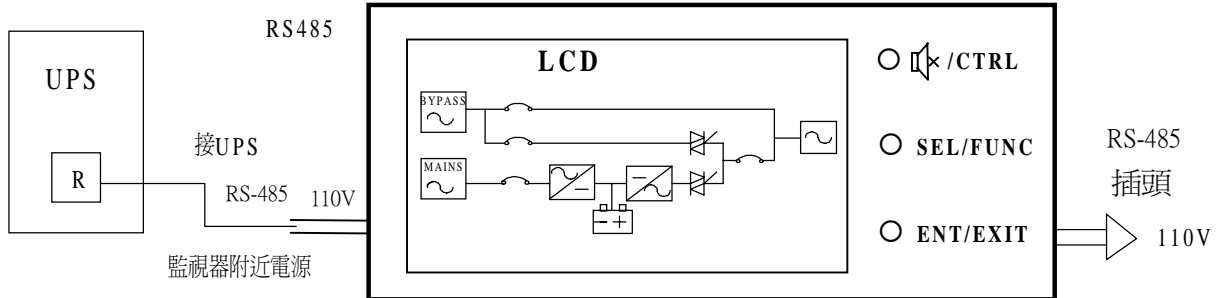 RS485
UPS
R
接UPS
RS-485
110V
監視器附近電源
LCD
BYPASS
MAINS
/CTRL
SEL/FUNC
ENT/EXIT
RS-485
插頭
110V